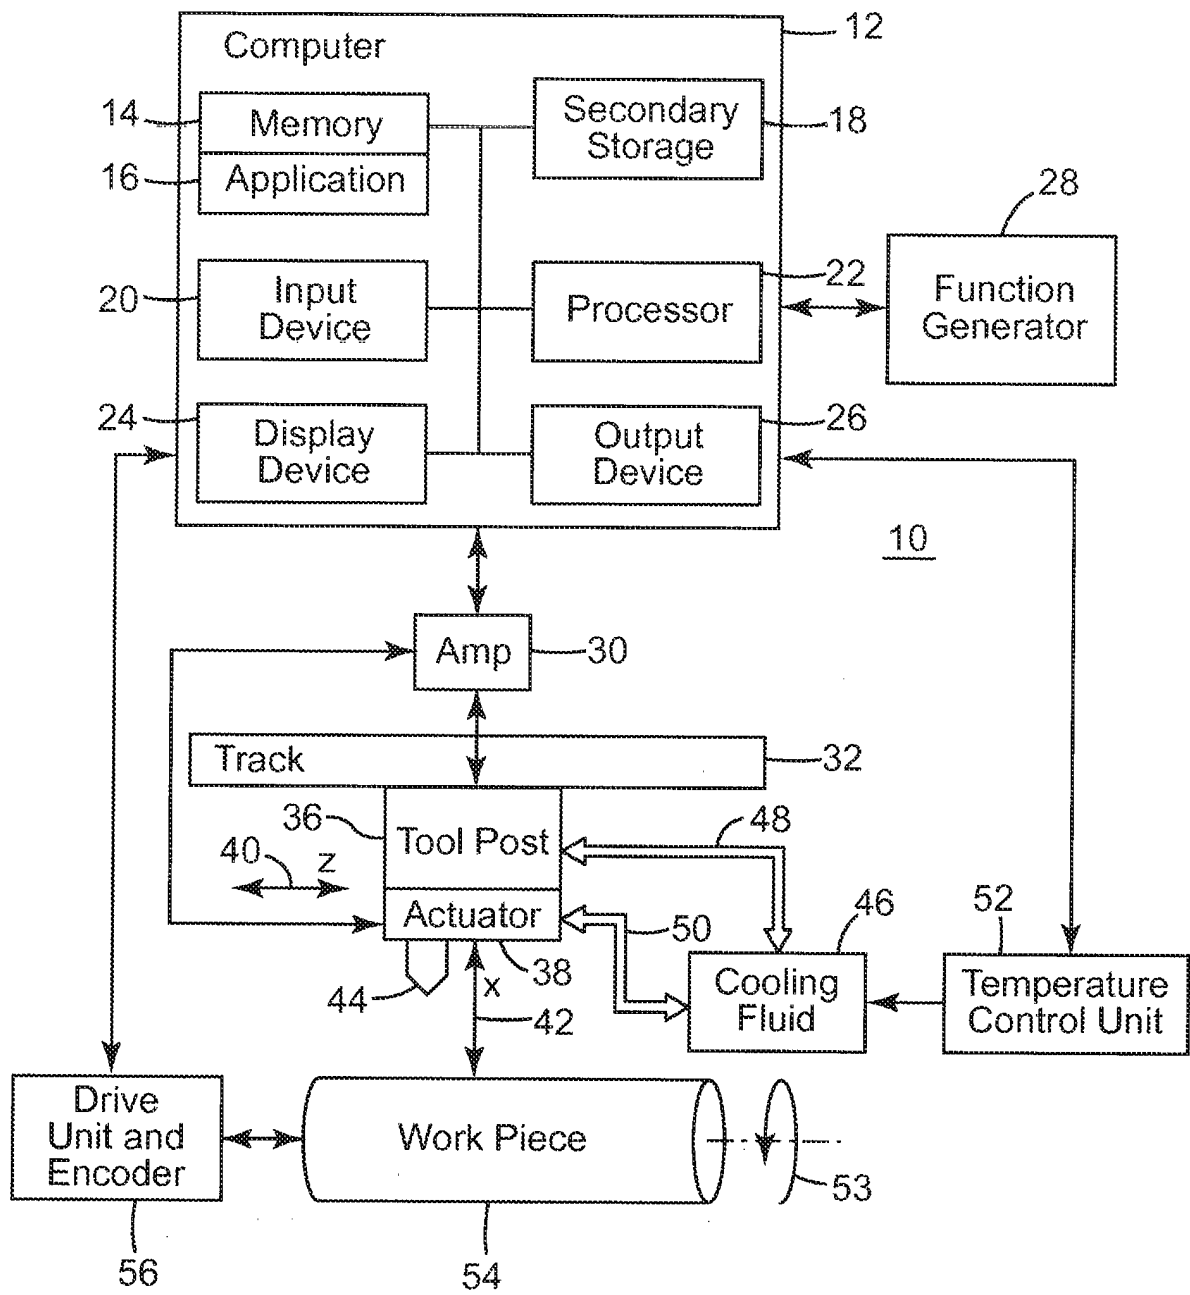 12
Computer
14
Memory
Secondary
Storage
18
16
Application
28
20
Input
Device
Processor
22
Function
Generator
24
Display
Device
Output
Device
26
10
Amp
30
Track
32
36
Tool Post
48
40
z
Actuator
50
46
52
44
38
x
42
Cooling
Fluid
Temperature
Control Unit
Drive
Unit and
Encoder
Work Piece
53
56
54